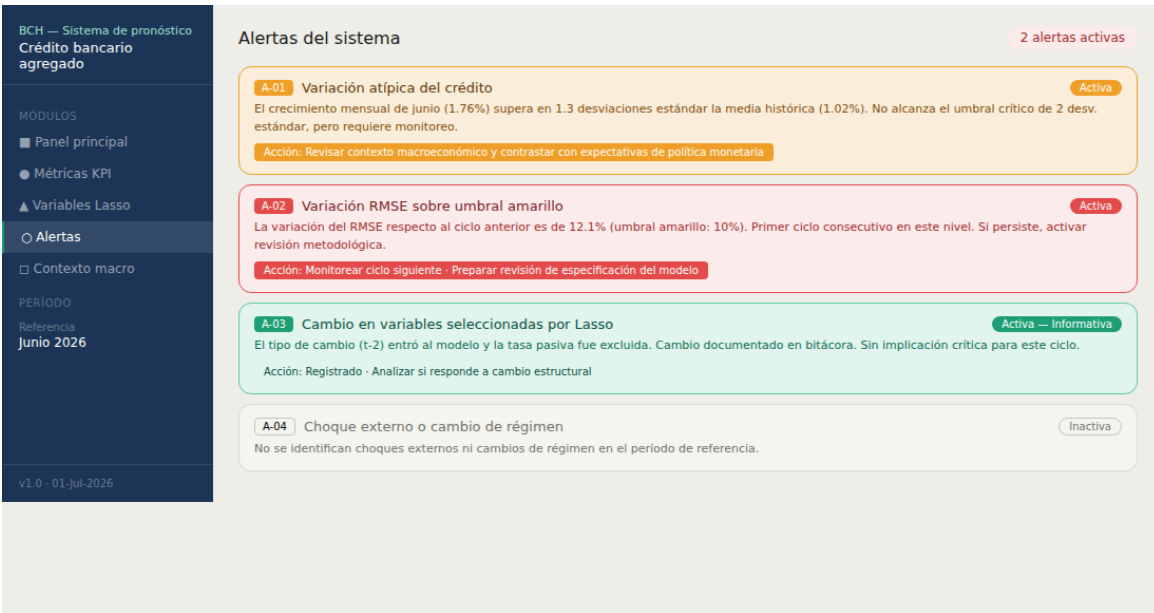 BCH — Sistema de pronóstico
Crédito bancario
agregado
MÓDULOS
■ Panel principal
● Métricas KPI
▲ Variables Lasso
○ Alertas
□ Contexto macro
PERÍODO
Referencia
Junio 2026
v1.0 · 01-Jul-2026
Alertas del sistema
2 alertas activas
A-01 Variación atípica del crédito
Activa
El crecimiento mensual de junio (1.76%) supera en 1.3 desviaciones estándar la media histórica (1.02%). No alcanza el umbral crítico de 2 desv.
estándar, pero requiere monitoreo.
Acción: Revisar contexto macroeconómico y contrastar con expectativas de política monetaria
A-02 Variación RMSE sobre umbral amarillo
Activa
La variación del RMSE respecto al ciclo anterior es de 12.1% (umbral amarillo: 10%). Primer ciclo consecutivo en este nivel. Si persiste, activar
revisión metodológica.
Acción: Monitorear ciclo siguiente · Preparar revisión de especificación del modelo
A-03 Cambio en variables seleccionadas por Lasso
Activa — Informativa
El tipo de cambio (t-2) entró al modelo y la tasa pasiva fue excluida. Cambio documentado en bitácora. Sin implicación crítica para este ciclo.
Acción: Registrado · Analizar si responde a cambio estructural
A-04 Choque externo o cambio de régimen
Inactiva
No se identifican choques externos ni cambios de régimen en el período de referencia.